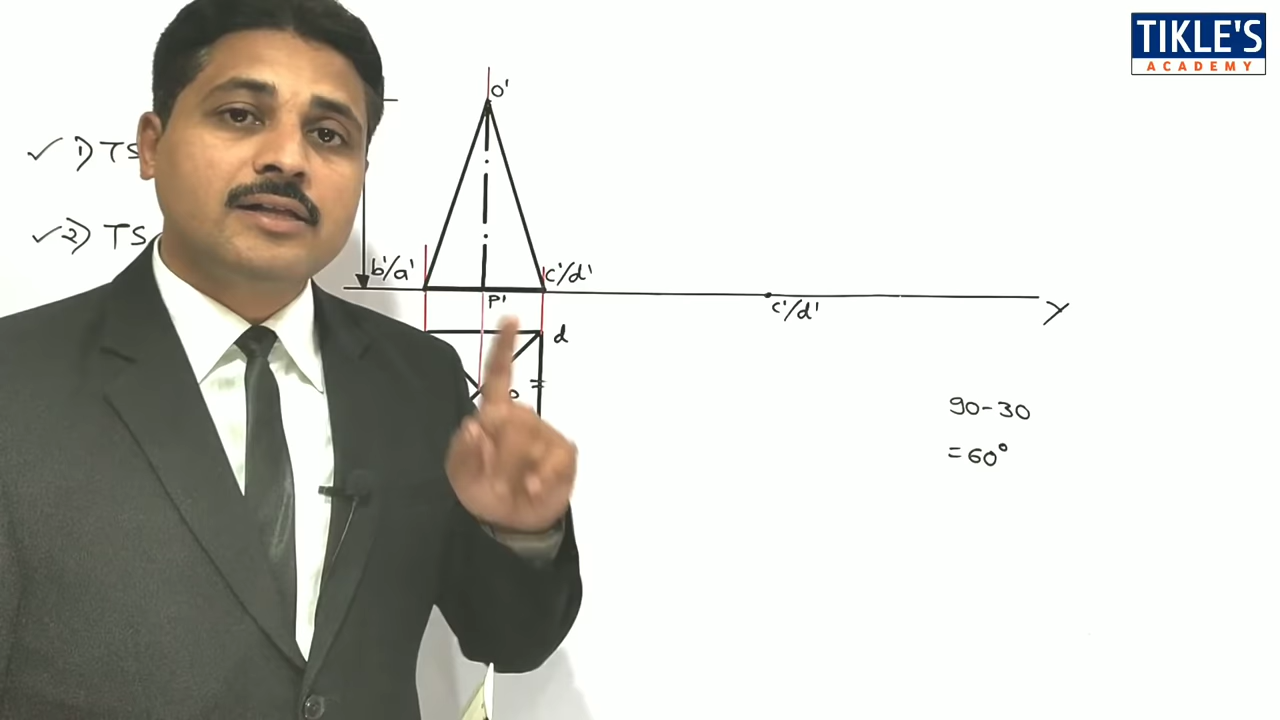 TIKLE'S
ACADEMY
O'
✓ 1) TS
✓ 2) TS
b'/a'
c'/d'
P'
c'/d'
Y
d
90-30
= 60°